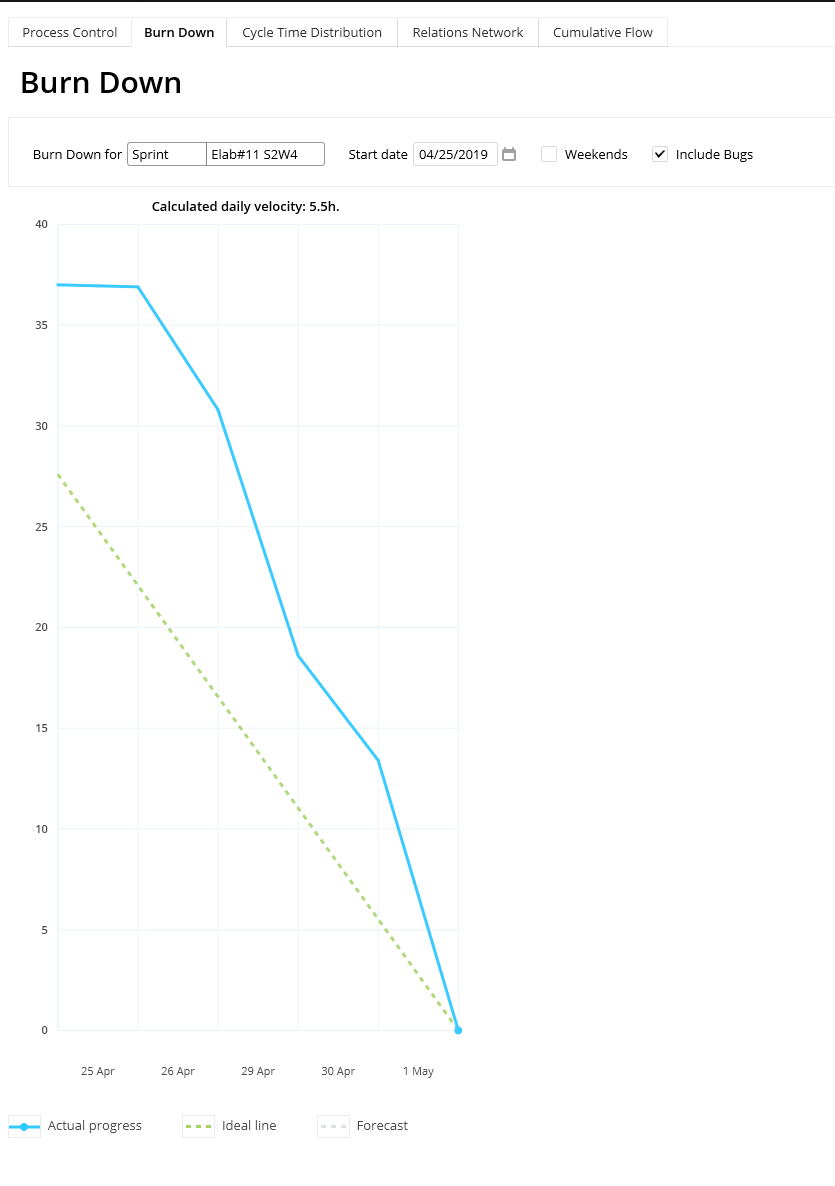 Process Control Burn Down Cycle Time Distribution Relations Network Cumulative Flow
Burn Down
Burn Down for Sprint Elab#11 S2W4 Start date 04/25/2019 Weekends Include Bugs
Calculated daily velocity: 5.5h.
40
35
30
25
20
15
10
5
0
25 Apr 26 Apr 29 Apr 30 Apr 1 May
Actual progress Ideal line Forecast